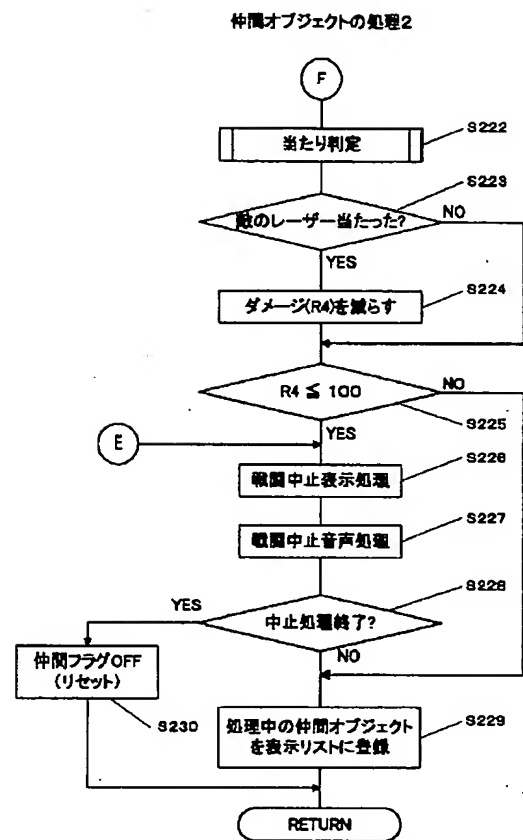 仲間オブジェクトの処理2
F
当たり判定
S222
敵のレーザー当たった?
S223
NO
YES
ダメージ(R4)を減らす
S224
R4 ≦ 100
NO
S225
YES
E
戦闘中止表示処理
S226
戦闘中止音声処理
S227
中止処理終了?
S228
YES
NO
仲間フラグOFF
(リセット)
S230
処理中の仲間オブジェクト
を表示リストに登録
S229
RETURN